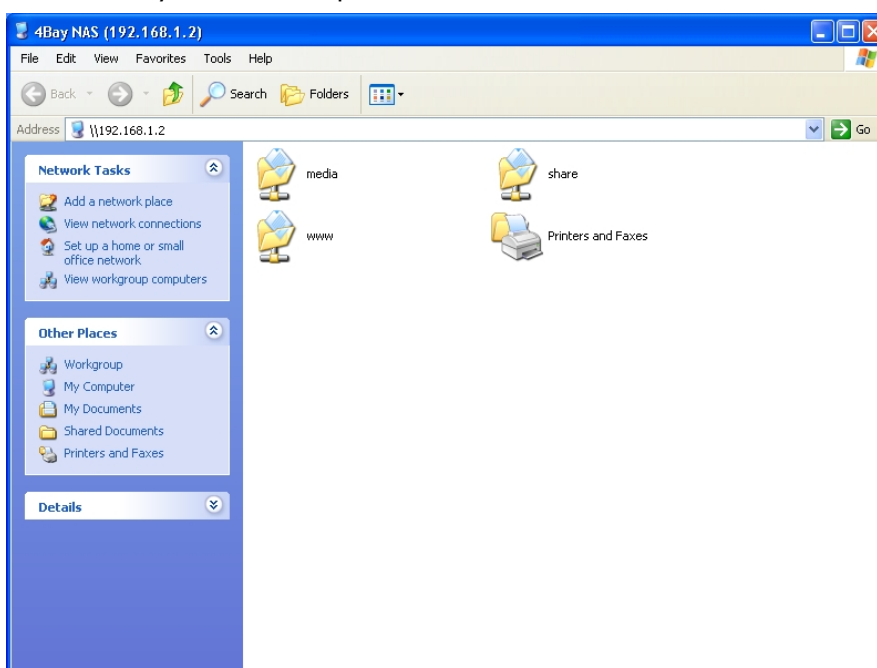 4Bay NAS (192.168.1.2)
File Edit View Favorites Tools Help
Back Search Folders
Address \\192.168.1.2 Go
Network Tasks
Add a network place
View network connections
Set up a home or small
office network
View workgroup computers
Other Places
Workgroup
My Computer
My Documents
Shared Documents
Printers and Faxes
Details
media share
www Printers and Faxes